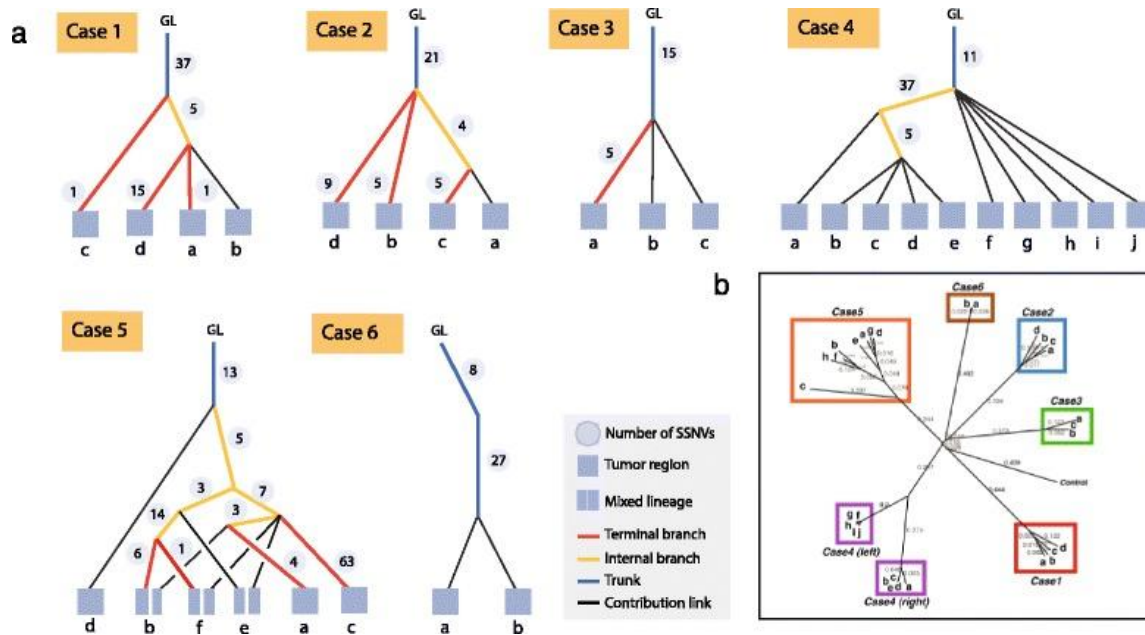 a
Case 1
GL
37
5
1
15
1
c
d
a
b
Case 2
GL
21
4
9
5
5
d
b
c
a
Case 3
GL
15
5
a
b
c
Case 4
GL
11
37
5
a
b
c
d
e
f
g
h
i
j
Case 5
GL
13
5
3
7
14
3
6
1
4
63
d
b
f
e
a
c
Case 6
GL
8
27
a
b
Number of SSNVs
Tumor region
Mixed lineage
Terminal branch
Internal branch
Trunk
Contribution link
b
Case6
b a
Case5
g d
e a
b
h f
c
Case2
d
b c
a
Case3
a
c
b
Control
Case4 (left)
g f
h
i j
Case4 (right)
b c
e d a
Case1
c d
a b